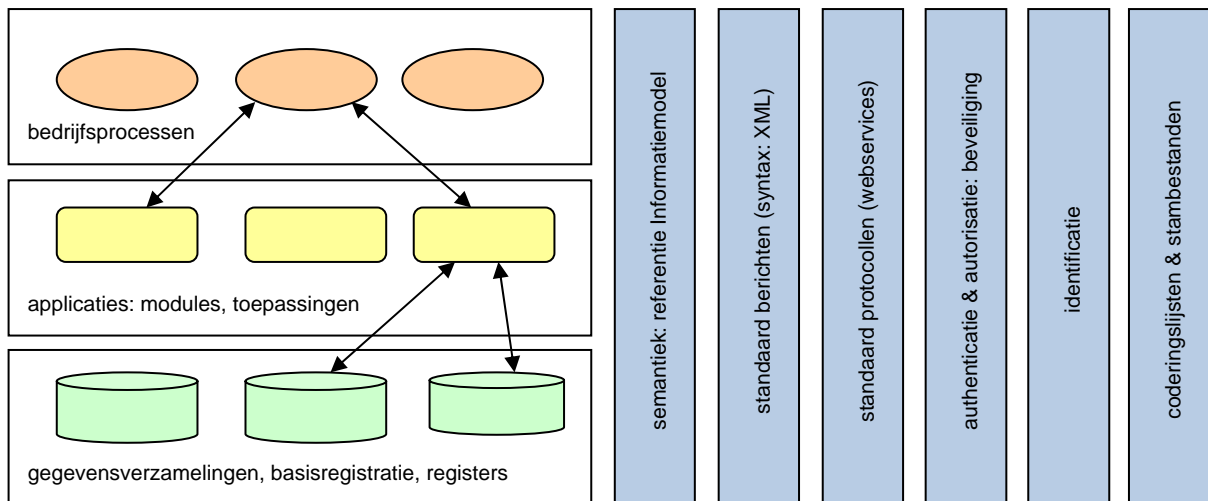 bedrijfsprocessen
applicaties: modules, toepassingen
gegevensverzamelingen, basisregistratie, registers
semantiek: referentie Informatiemodel
standaard berichten (syntax: XML)
standaard protocollen (webservices)
authenticatie & autorisatie: beveiliging
identificatie
coderingslijsten & stambestanden